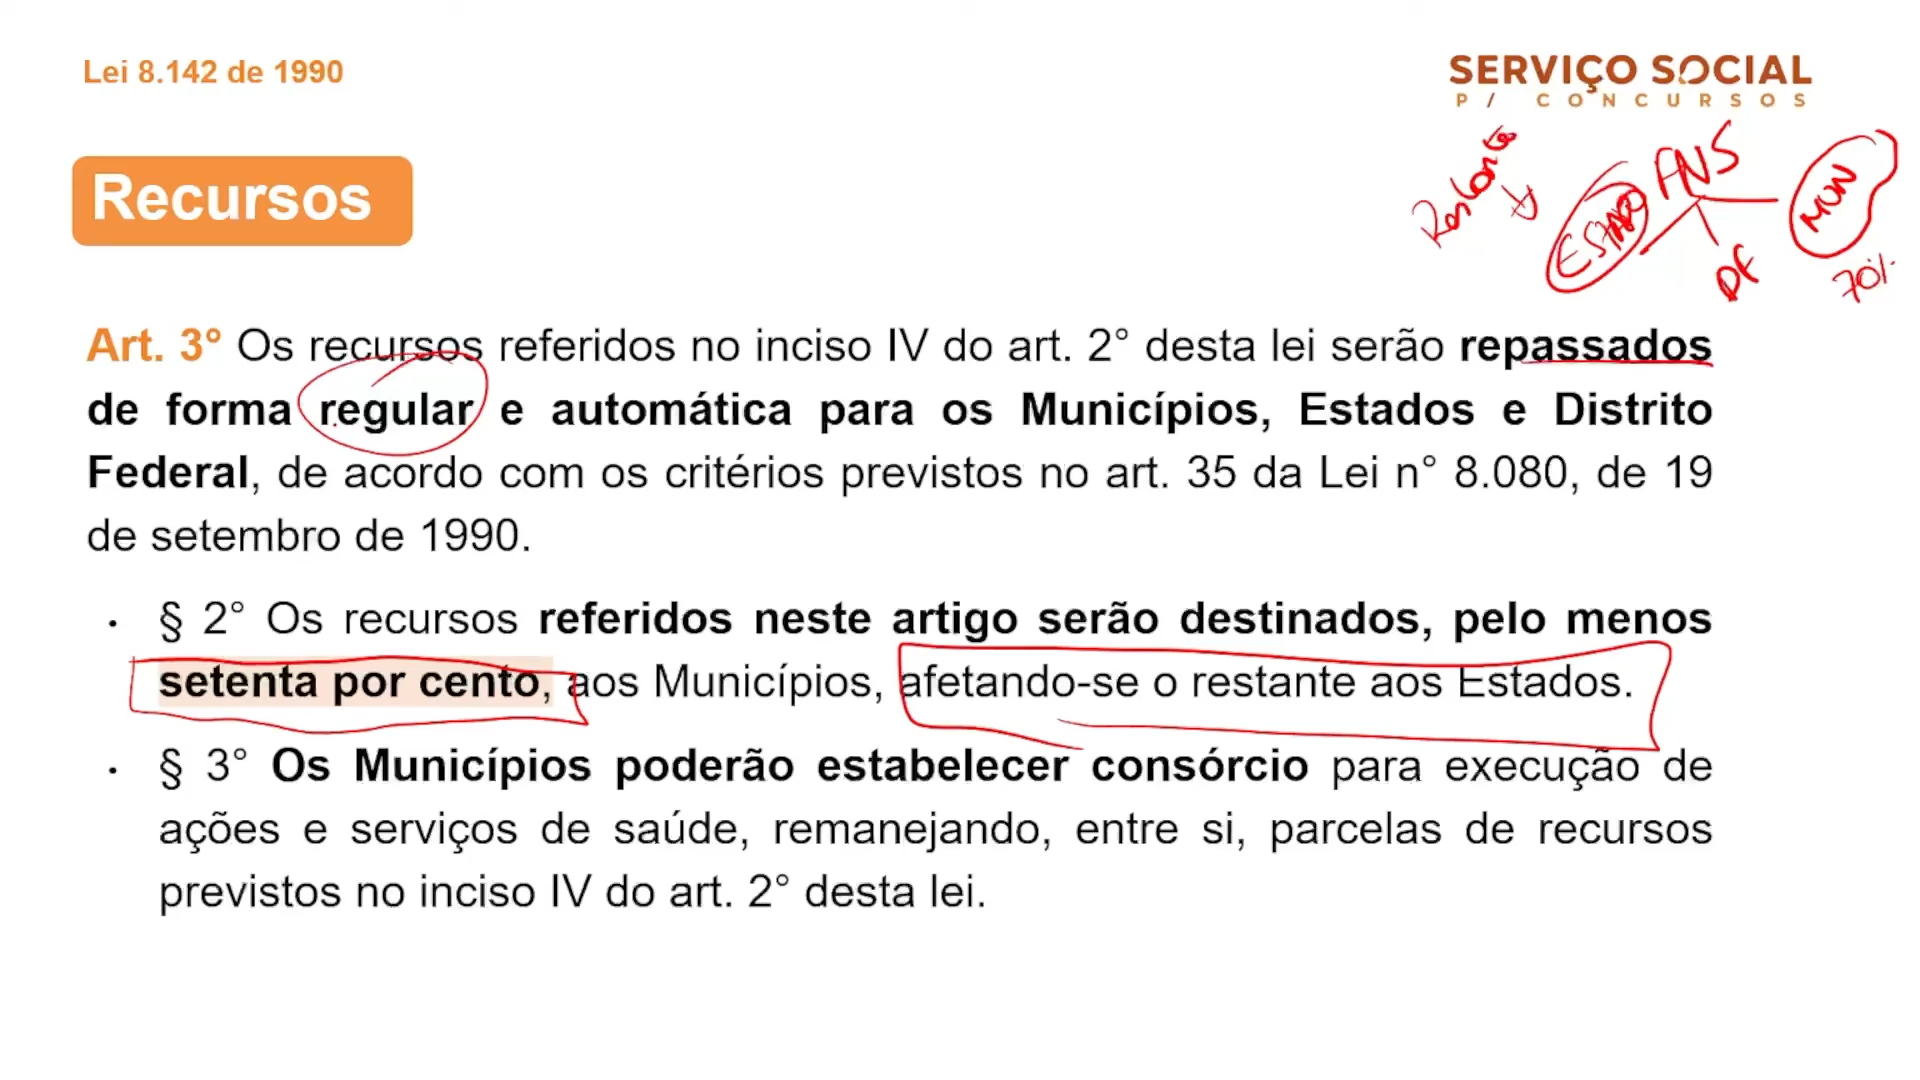 Lei 8.142 de 1990
SERVIÇO SOCIAL
P / CONCURSOS
Recursos
Restante
ESTADO
FNS
MUN
DF
70%
Art. 3° Os recursos referidos no inciso IV do art. 2° desta lei serão repassados
de forma regular e automática para os Municípios, Estados e Distrito
Federal, de acordo com os critérios previstos no art. 35 da Lei n° 8.080, de 19
de setembro de 1990.
· § 2° Os recursos referidos neste artigo serão destinados, pelo menos
setenta por cento, aos Municípios, afetando-se o restante aos Estados.
· § 3° Os Municípios poderão estabelecer consórcio para execução de
ações e serviços de saúde, remanejando, entre si, parcelas de recursos
previstos no inciso IV do art. 2° desta lei.